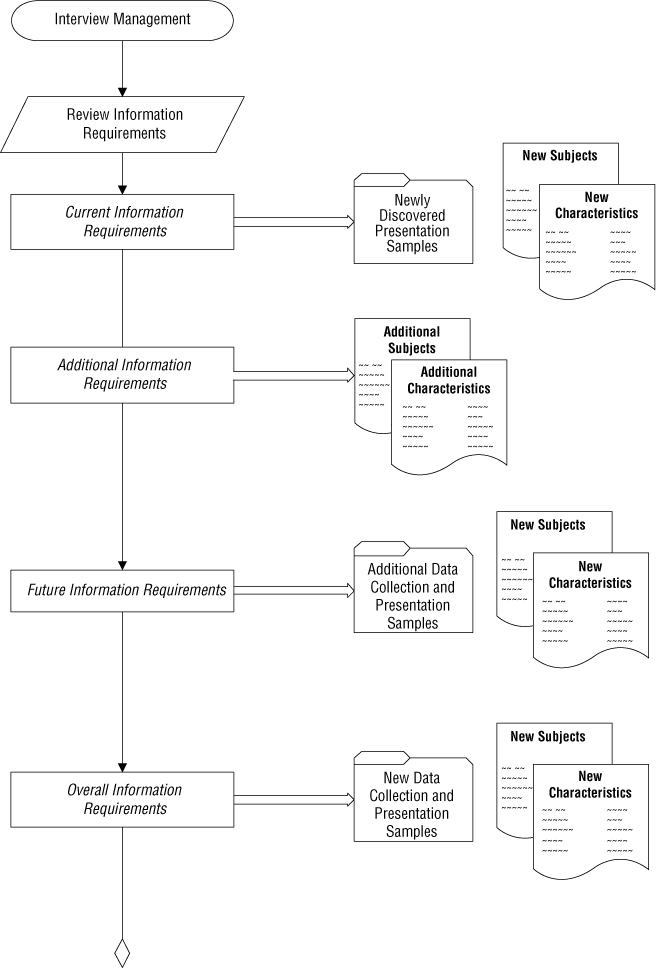 Interview Management
Review Information
Requirements
Current Information
Requirements
Newly
Discovered
Presentation
Samples
New Subjects
New
Characteristics
Additional Information
Requirements
Additional
Subjects
Additional
Characteristics
Future Information Requirements
Additional Data
Collection and
Presentation
Samples
New Subjects
New
Characteristics
Overall Information
Requirements
New Data
Collection and
Presentation
Samples
New Subjects
New
Characteristics